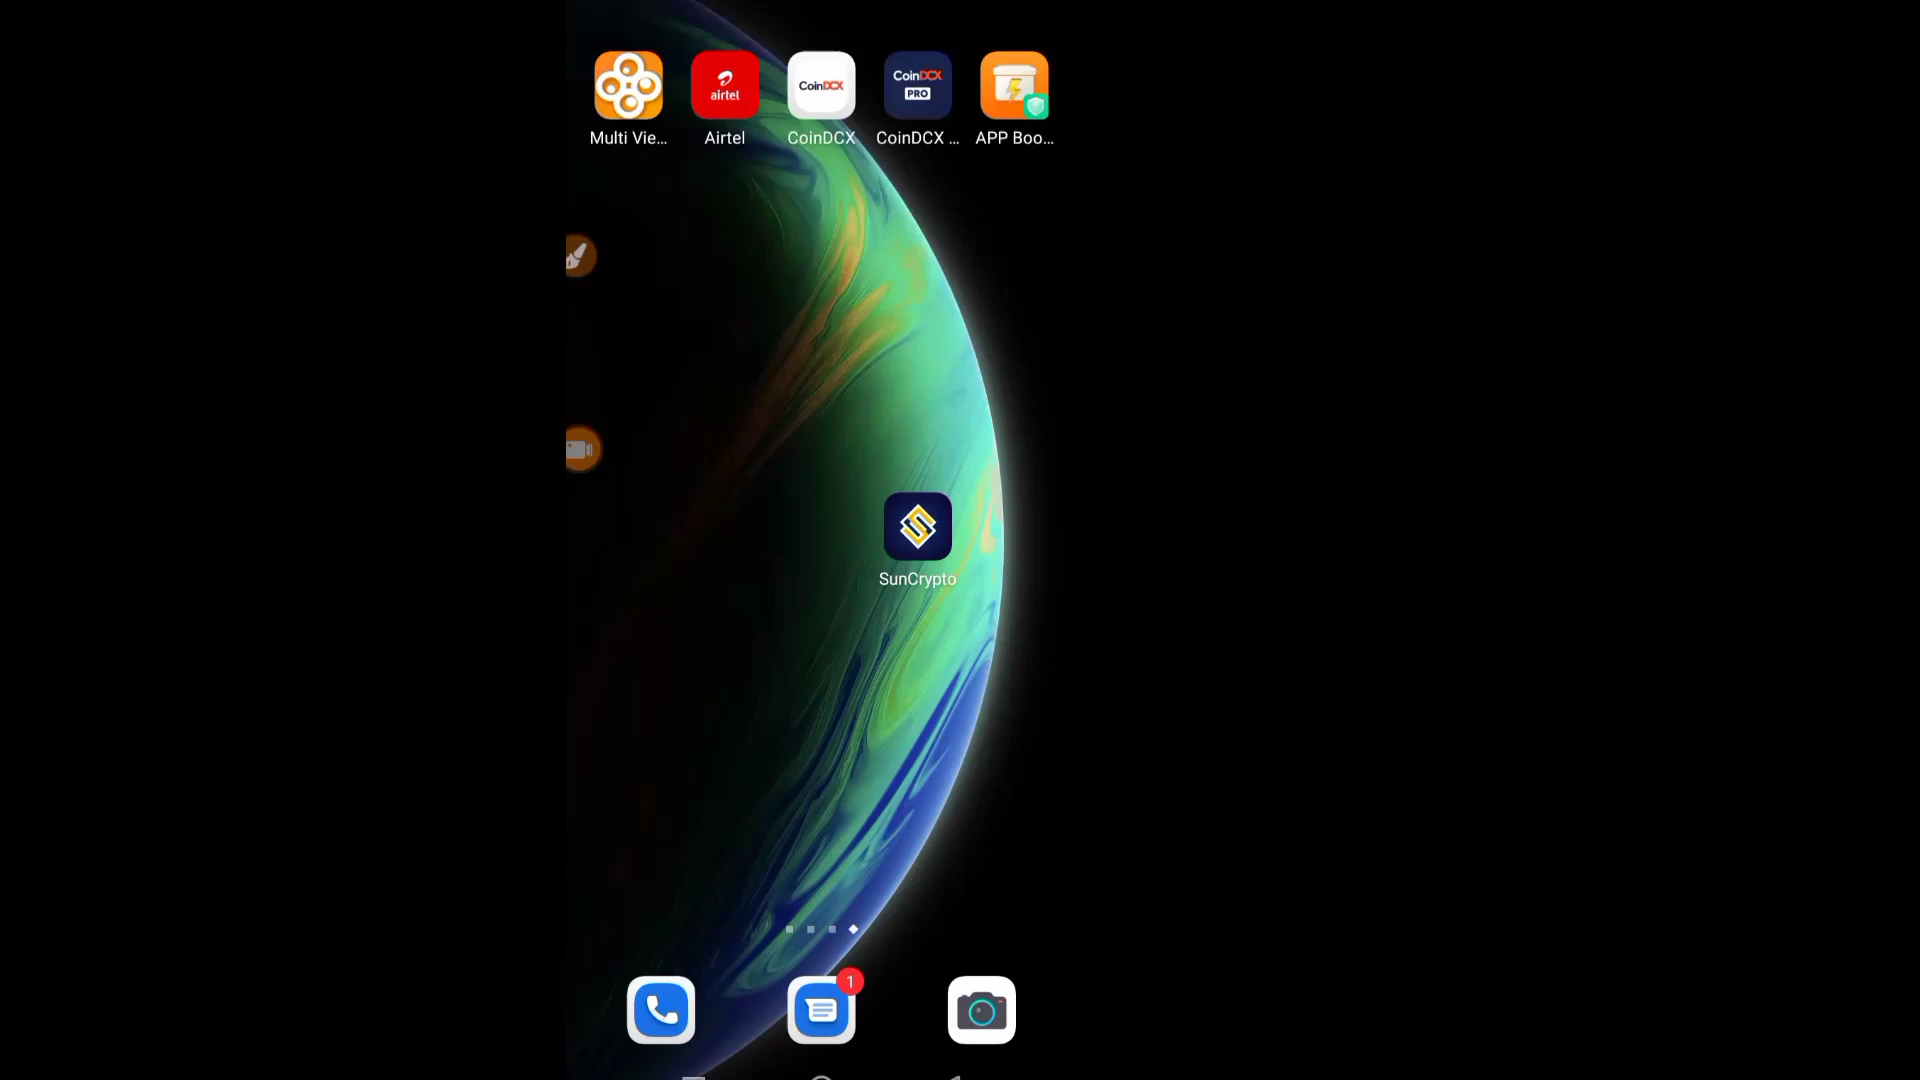 CoinDCX
CoinDCX
PRO
airtel
Multi Vie...
Airtel
CoinDCX
CoinDCX ...
APP Boo...
SunCrypto
1